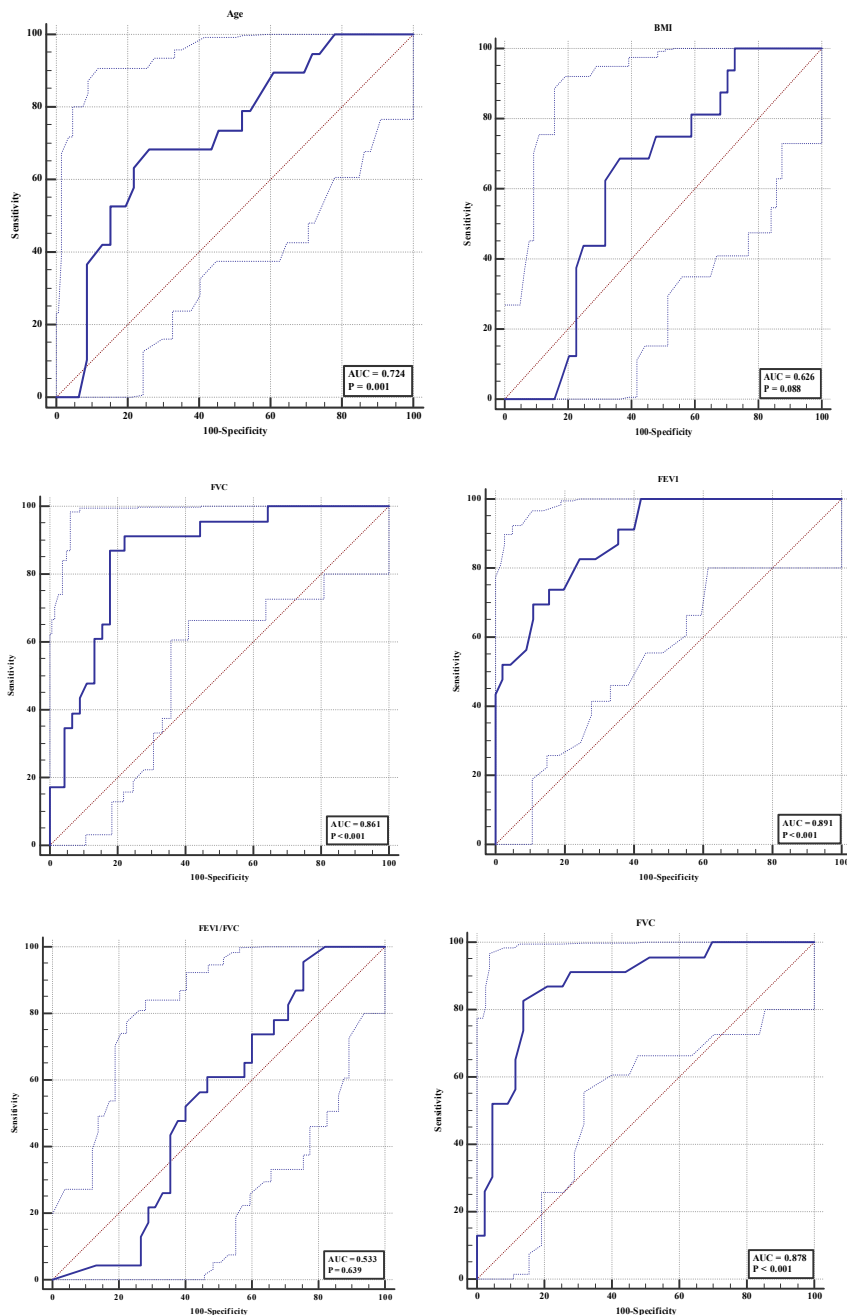 Age
100
80
60
40
20
0
Sensitivity
0 20 40 60 80 100
100-Specificity
AUC = 0.724
P = 0.001
BMI
100
80
60
40
20
0
Sensitivity
0 20 40 60 80 100
100-Specificity
AUC = 0.626
P = 0.088
FVC
100
80
60
40
20
0
Sensitivity
0 20 40 60 80 100
100-Specificity
AUC = 0.861
P < 0.001
FEV1
100
80
60
40
20
0
Sensitivity
0 20 40 60 80 100
100-Specificity
AUC = 0.891
P < 0.001
FEV1/FVC
100
80
60
40
20
0
Sensitivity
0 20 40 60 80 100
100-Specificity
AUC = 0.533
P = 0.639
FVC
100
80
60
40
20
0
Sensitivity
0 20 40 60 80 100
100-Specificity
AUC = 0.878
P < 0.001